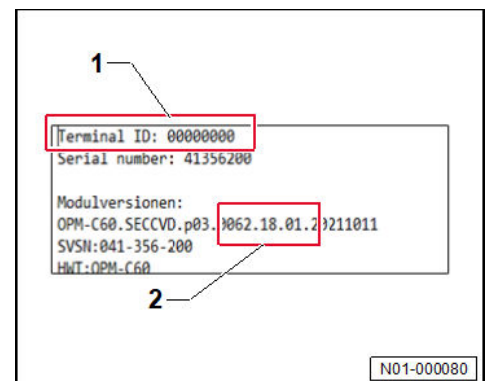 1
Terminal ID: 00000000
Serial number: 41356200
Modulversionen:
OPM-C60.SECCVD.p03.0062.18.01.20211011
SVSN:041-356-200
HWT:OPM-C60
2
N01-000080